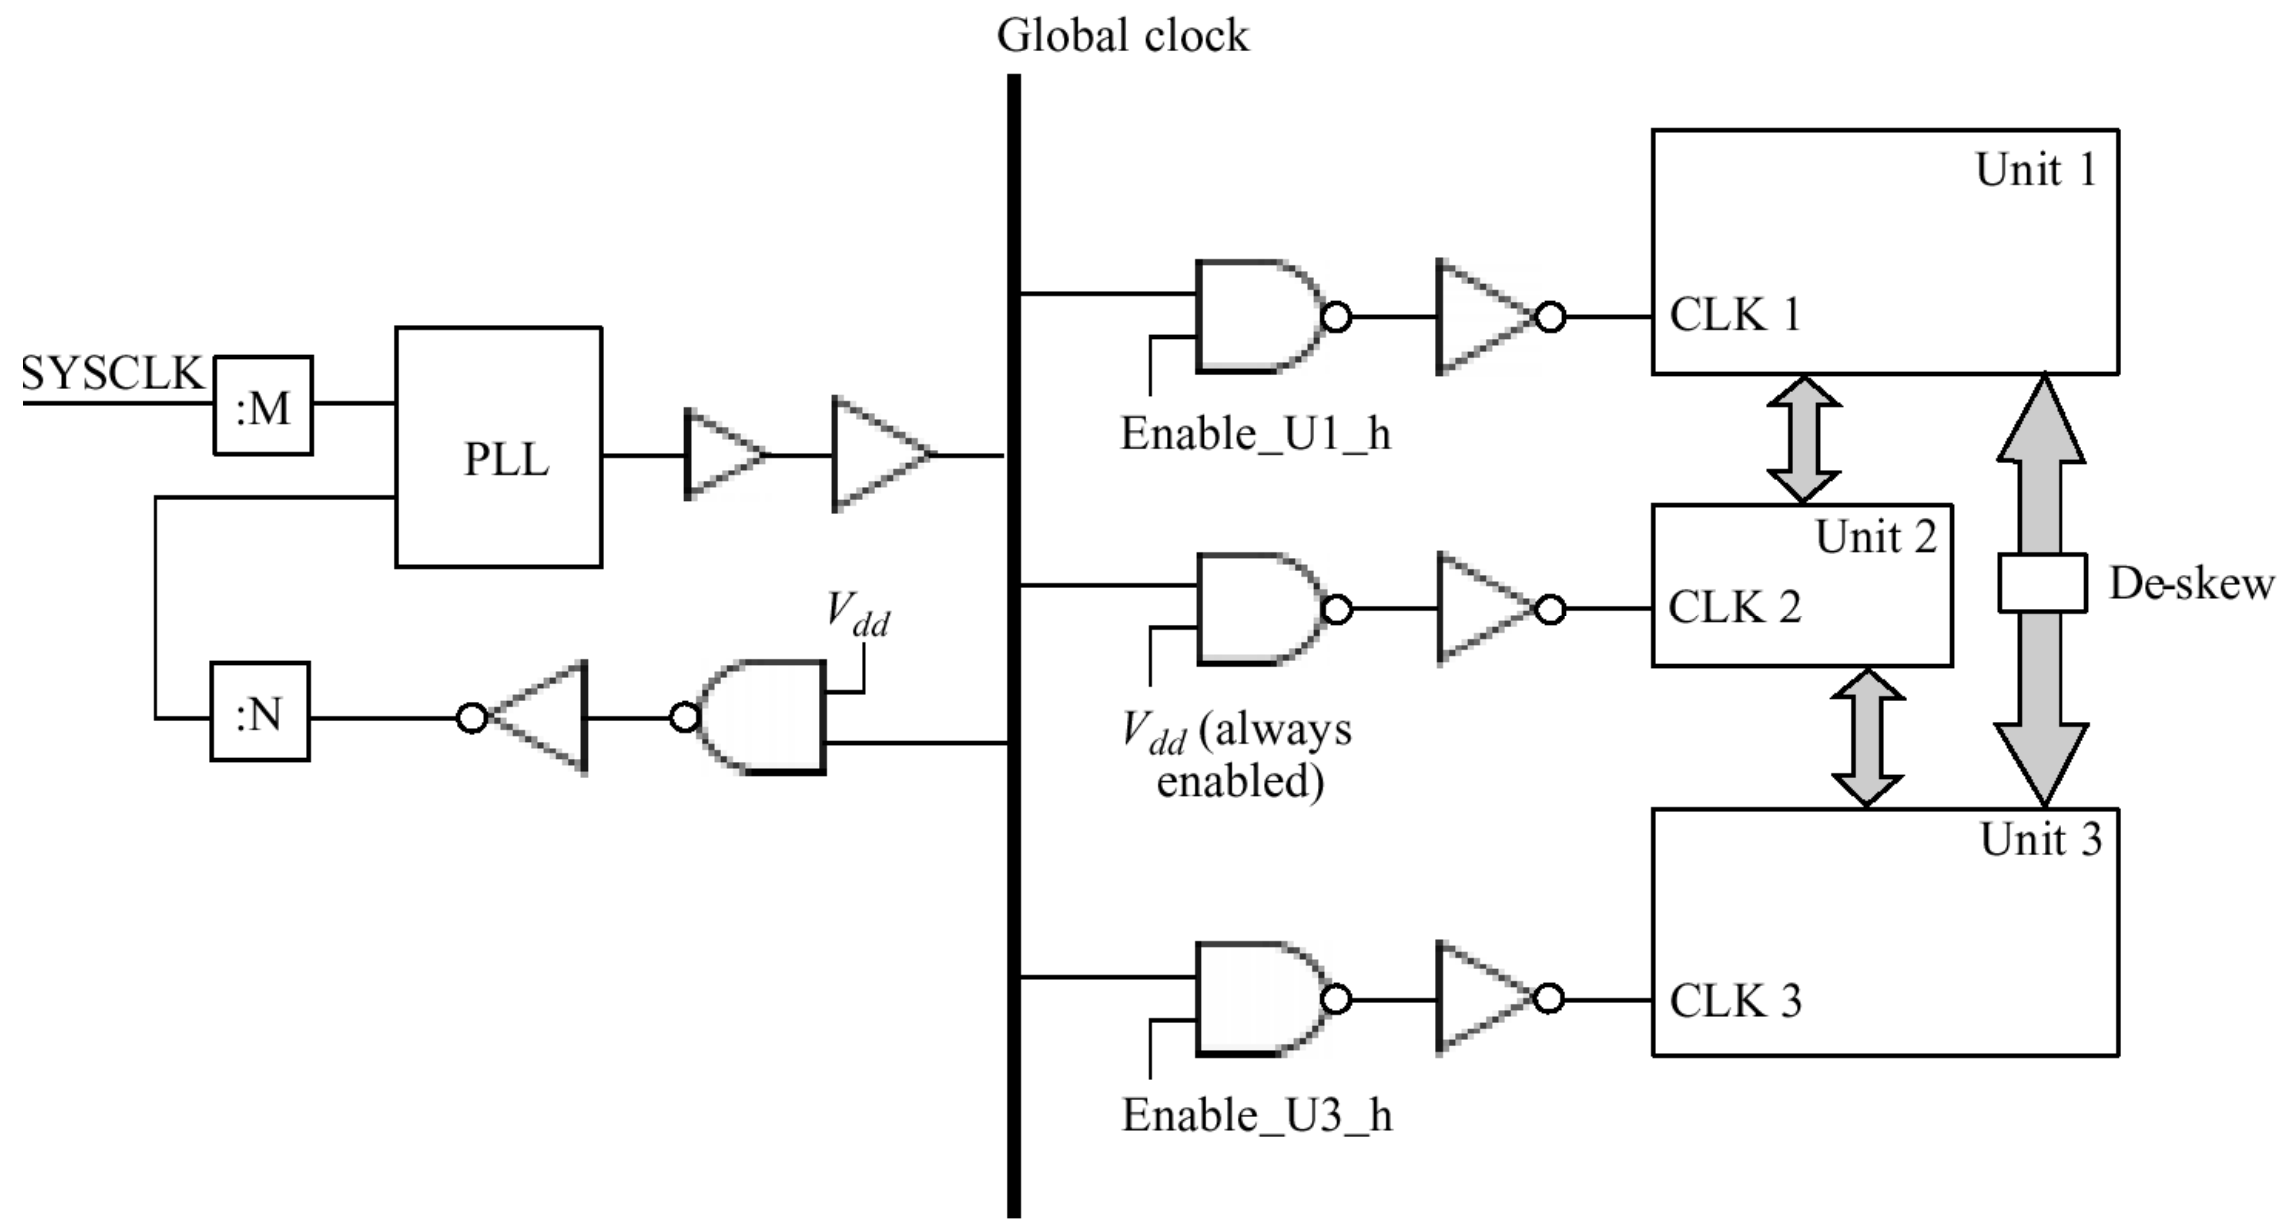 Global clock
Unit 1
CLK 1
SYSCLK
:M
PLL
Enable_U1_h
Unit 2
CLK 2
De-skew
Vdd
:N
Vdd (always
enabled)
Unit 3
CLK 3
Enable_U3_h